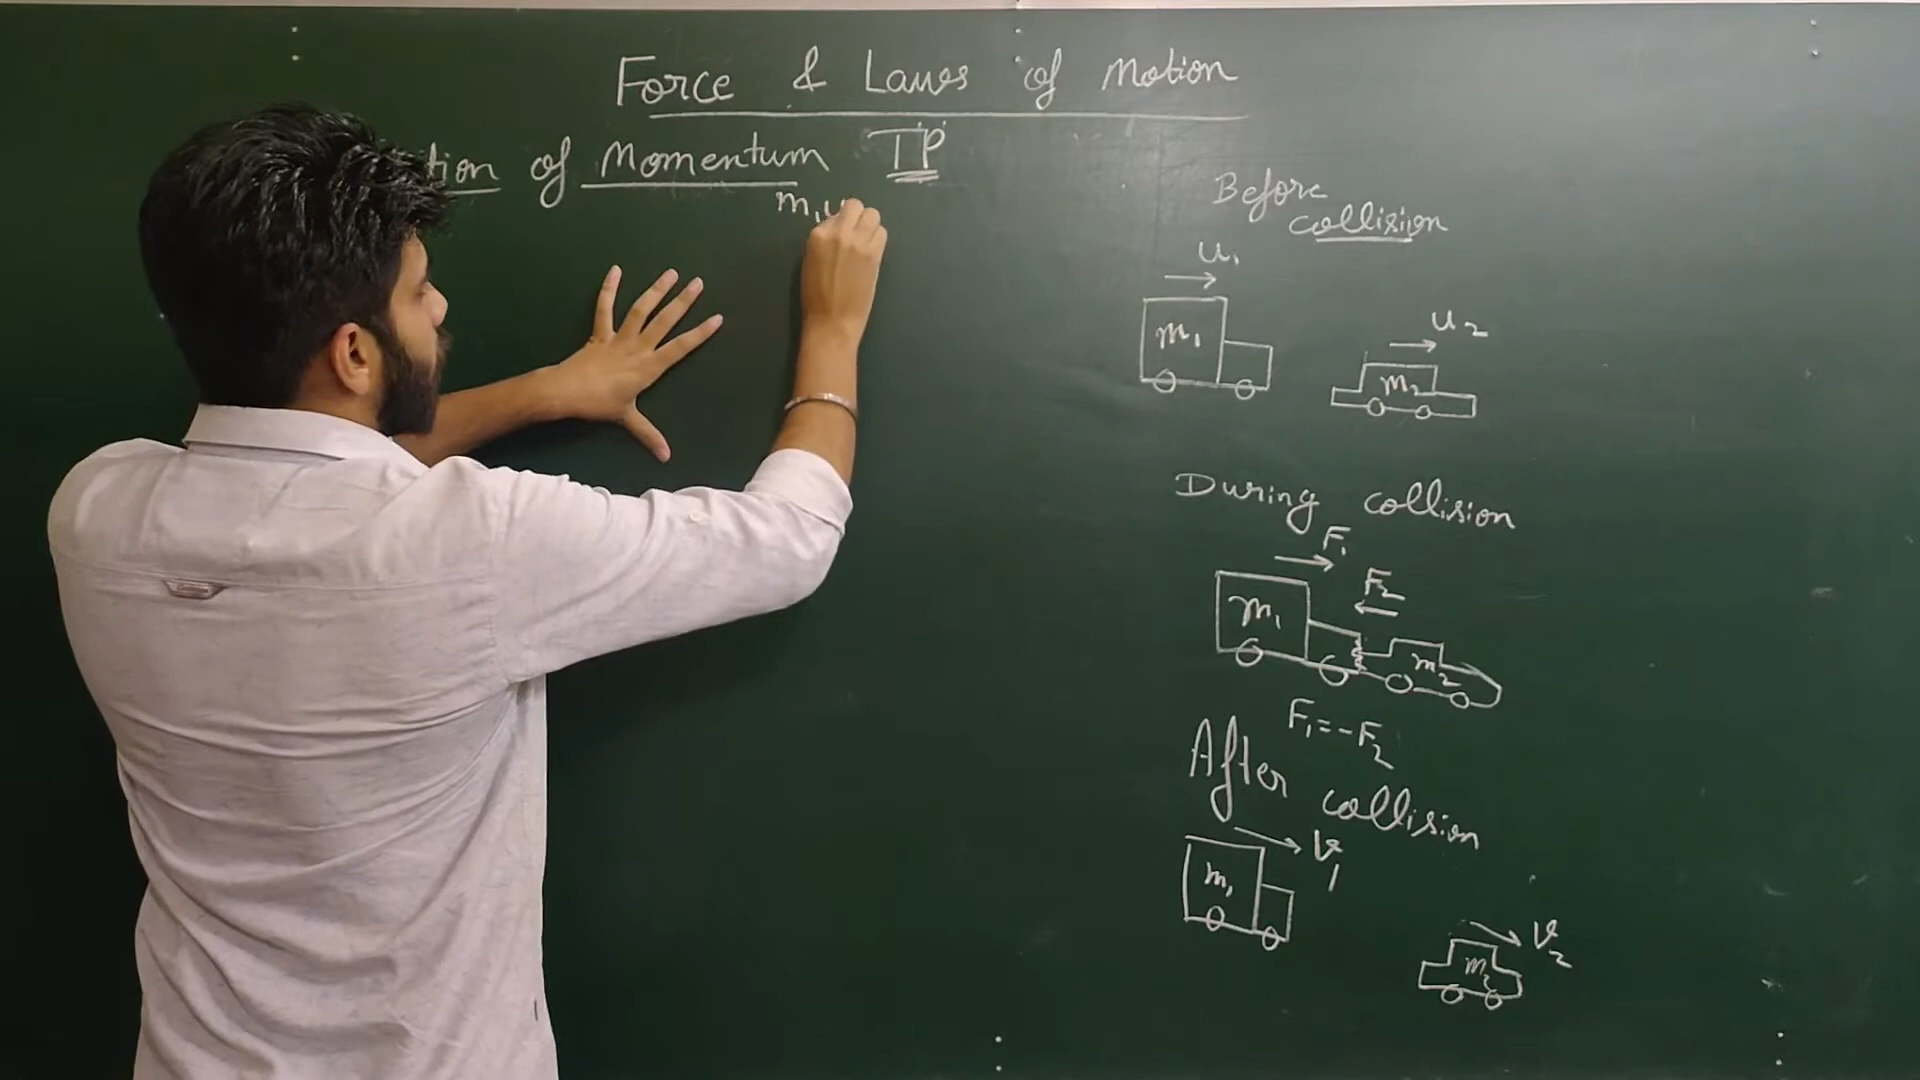 Force & Laws of Motion
tion of Momentum IP
m₁u
Before
collision
u₁
m₁
u₂
m₂
During collision
F₁
F₂
m₁
m₂
F₁=-F₂
After collision
v₁
m₁
v₂
m₂